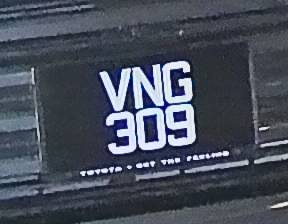 VNG
309
TOYOTA • GET THE FEELING